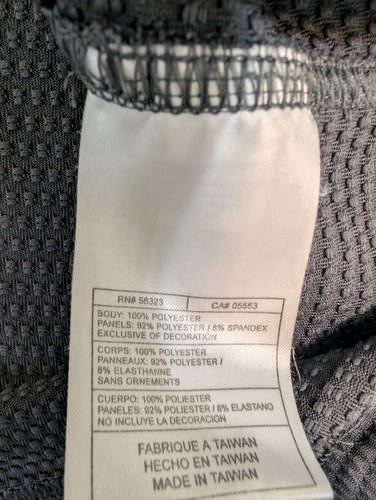 RN# 56323 CA# 05553
BODY: 100% POLYESTER
PANELS: 92% POLYESTER / 8% SPANDEX
EXCLUSIVE OF DECORATION
CORPS: 100% POLYESTER
PANNEAUX: 92% POLYESTER /
8% ELASTHANNE
SANS ORNEMENTS
CUERPO: 100% POLIESTER
PANELES: 92% POLIESTER / 8% ELASTANO
NO INCLUYE LA DECORACION
FABRIQUE A TAIWAN
HECHO EN TAIWAN
MADE IN TAIWAN